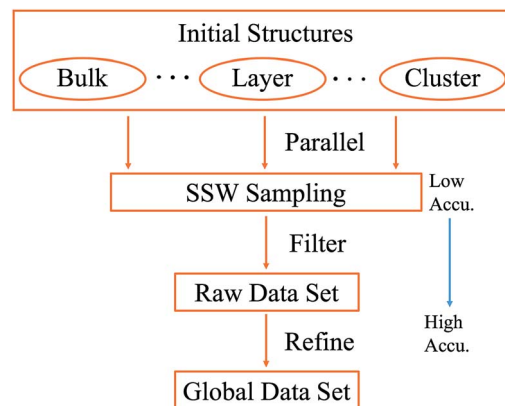 Initial Structures
Bulk ··· Layer ··· Cluster
Parallel
SSW Sampling
Low
Accu.
Filter
Raw Data Set
High
Accu.
Refine
Global Data Set